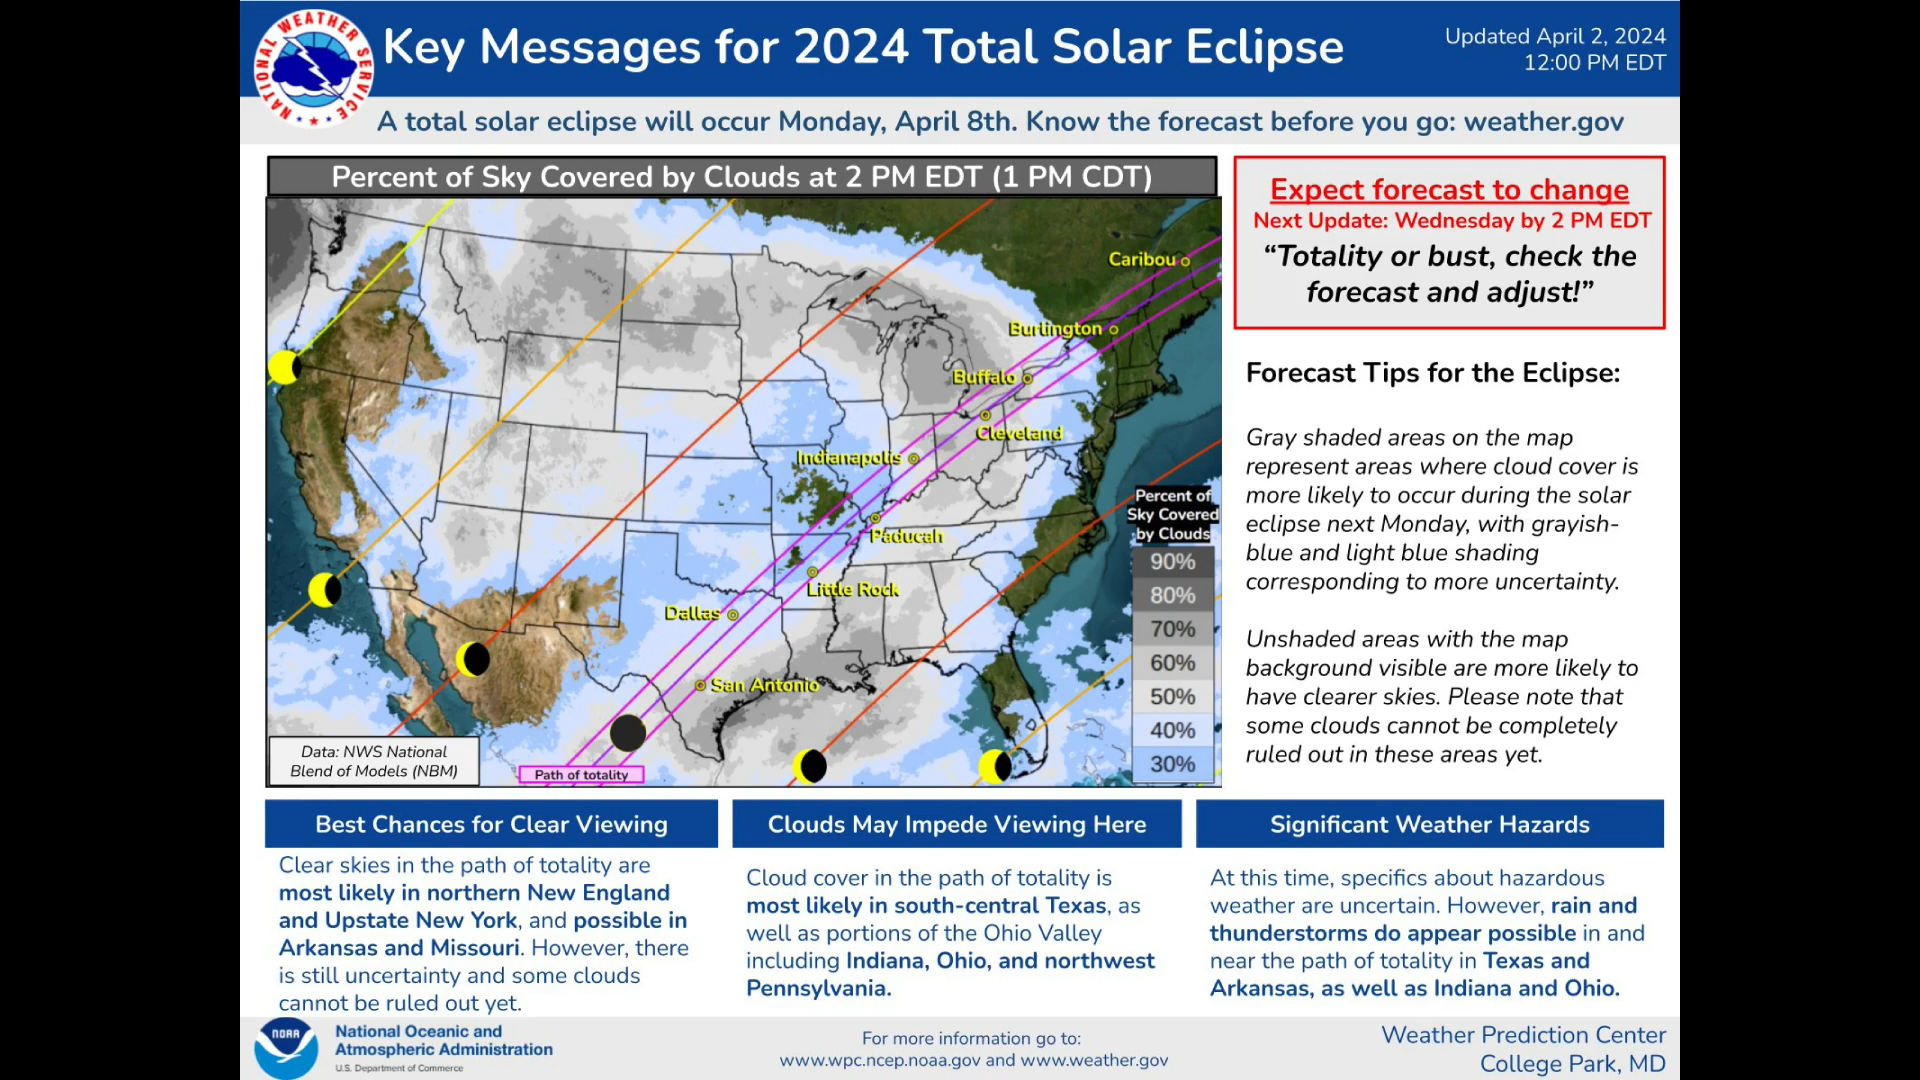 NATIONAL WEATHER SERVICE
Key Messages for 2024 Total Solar Eclipse
Updated April 2, 2024
12:00 PM EDT
A total solar eclipse will occur Monday, April 8th. Know the forecast before you go: weather.gov
Percent of Sky Covered by Clouds at 2 PM EDT (1 PM CDT)
Caribou
Burlington
Buffalo
Cleveland
Indianapolis
Paducah
Little Rock
Dallas
San Antonio
Percent of
Sky Covered
by Clouds
90%
80%
70%
60%
50%
40%
30%
Data: NWS National
Blend of Models (NBM)
Path of totality
Expect forecast to change
Next Update: Wednesday by 2 PM EDT
“Totality or bust, check the
forecast and adjust!”
Forecast Tips for the Eclipse:
Gray shaded areas on the map
represent areas where cloud cover is
more likely to occur during the solar
eclipse next Monday, with grayish-
blue and light blue shading
corresponding to more uncertainty.
Unshaded areas with the map
background visible are more likely to
have clearer skies. Please note that
some clouds cannot be completely
ruled out in these areas yet.
Best Chances for Clear Viewing
Clear skies in the path of totality are
most likely in northern New England
and Upstate New York, and possible in
Arkansas and Missouri. However, there
is still uncertainty and some clouds
cannot be ruled out yet.
Clouds May Impede Viewing Here
Cloud cover in the path of totality is
most likely in south-central Texas, as
well as portions of the Ohio Valley
including Indiana, Ohio, and northwest
Pennsylvania.
Significant Weather Hazards
At this time, specifics about hazardous
weather are uncertain. However, rain and
thunderstorms do appear possible in and
near the path of totality in Texas and
Arkansas, as well as Indiana and Ohio.
NOAA
National Oceanic and
Atmospheric Administration
U.S. Department of Commerce
For more information go to:
www.wpc.ncep.noaa.gov and www.weather.gov
Weather Prediction Center
College Park, MD